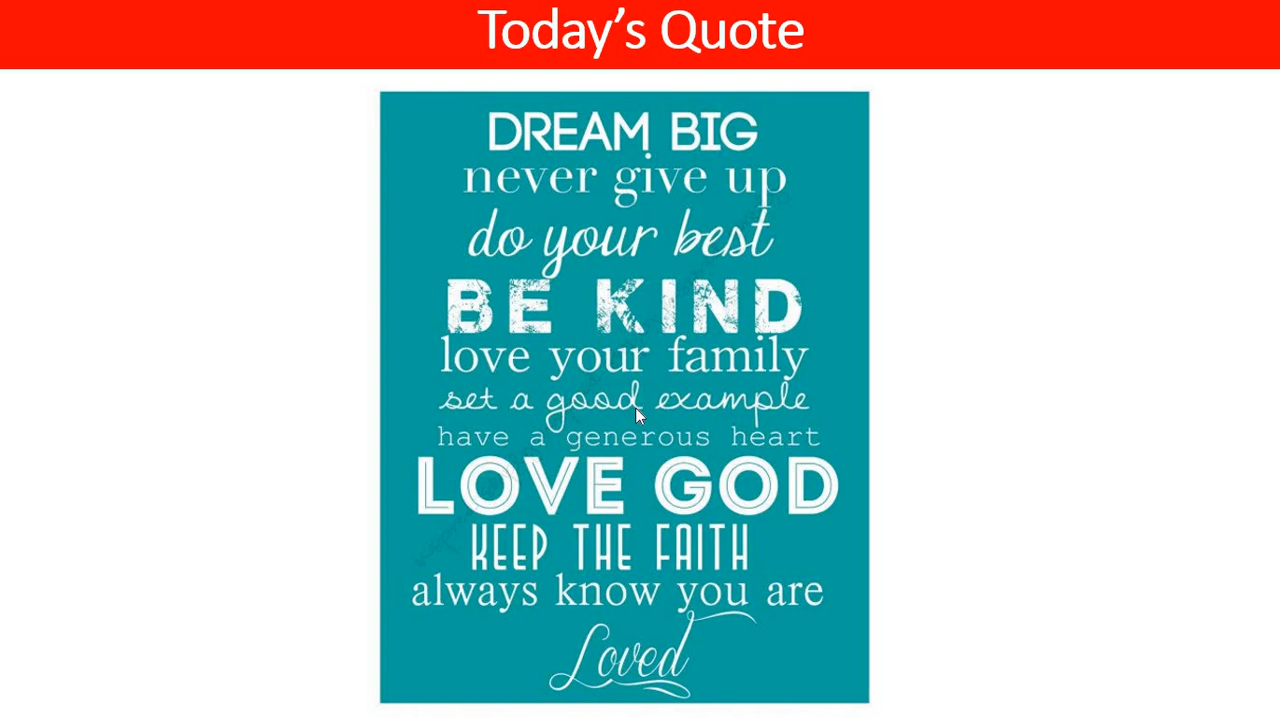 Today's Quote
DREAM BIG
never give up
do your best
BE KIND
love your family
set a good example
have a generous heart
LOVE GOD
KEEP THE FAITH
always know you are
Loved